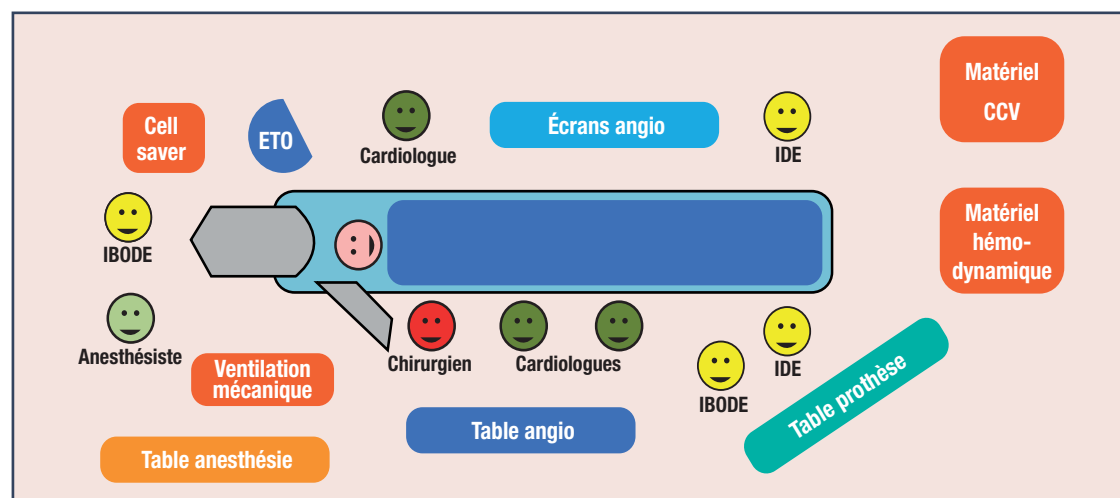 Matériel
CCV
Cell
saver
ETO
Cardiologue
Écrans angio
IDE
IBODE
Matériel
hémo-
dynamique
Anesthésiste
Ventilation
mécanique
Chirurgien
Cardiologues
IDE
IBODE
Table prothèse
Table angio
Table anesthésie